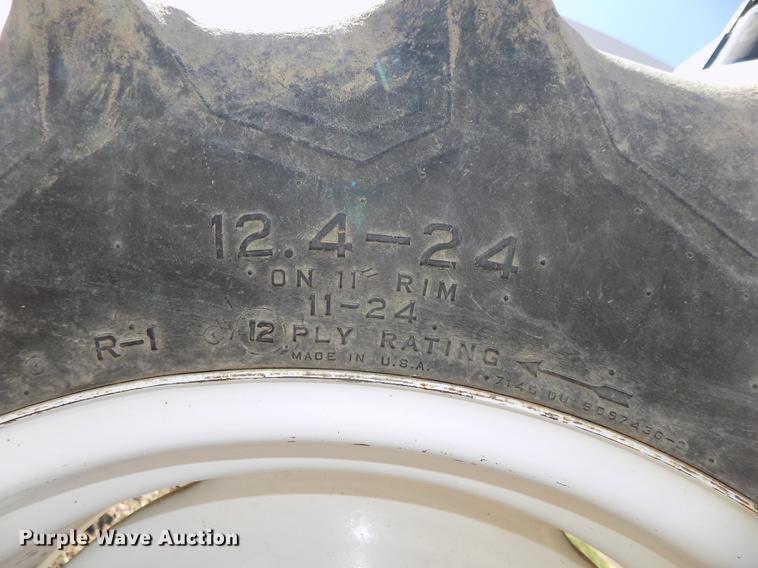 12.4-24
ON 11" RIM
11-24
R-1 12 PLY RATING
MADE IN U.S.A.
Purple Wave Auction